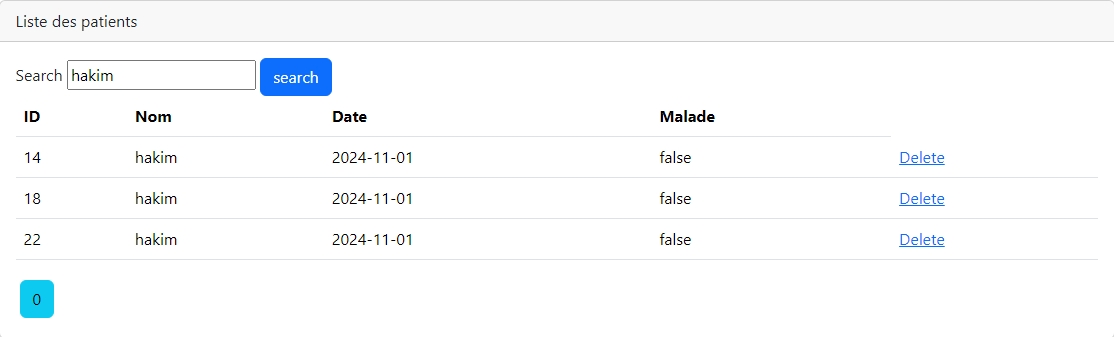 Liste des patients
Search hakim search
ID Nom Date Malade
14 hakim 2024-11-01 false Delete
18 hakim 2024-11-01 false Delete
22 hakim 2024-11-01 false Delete
0